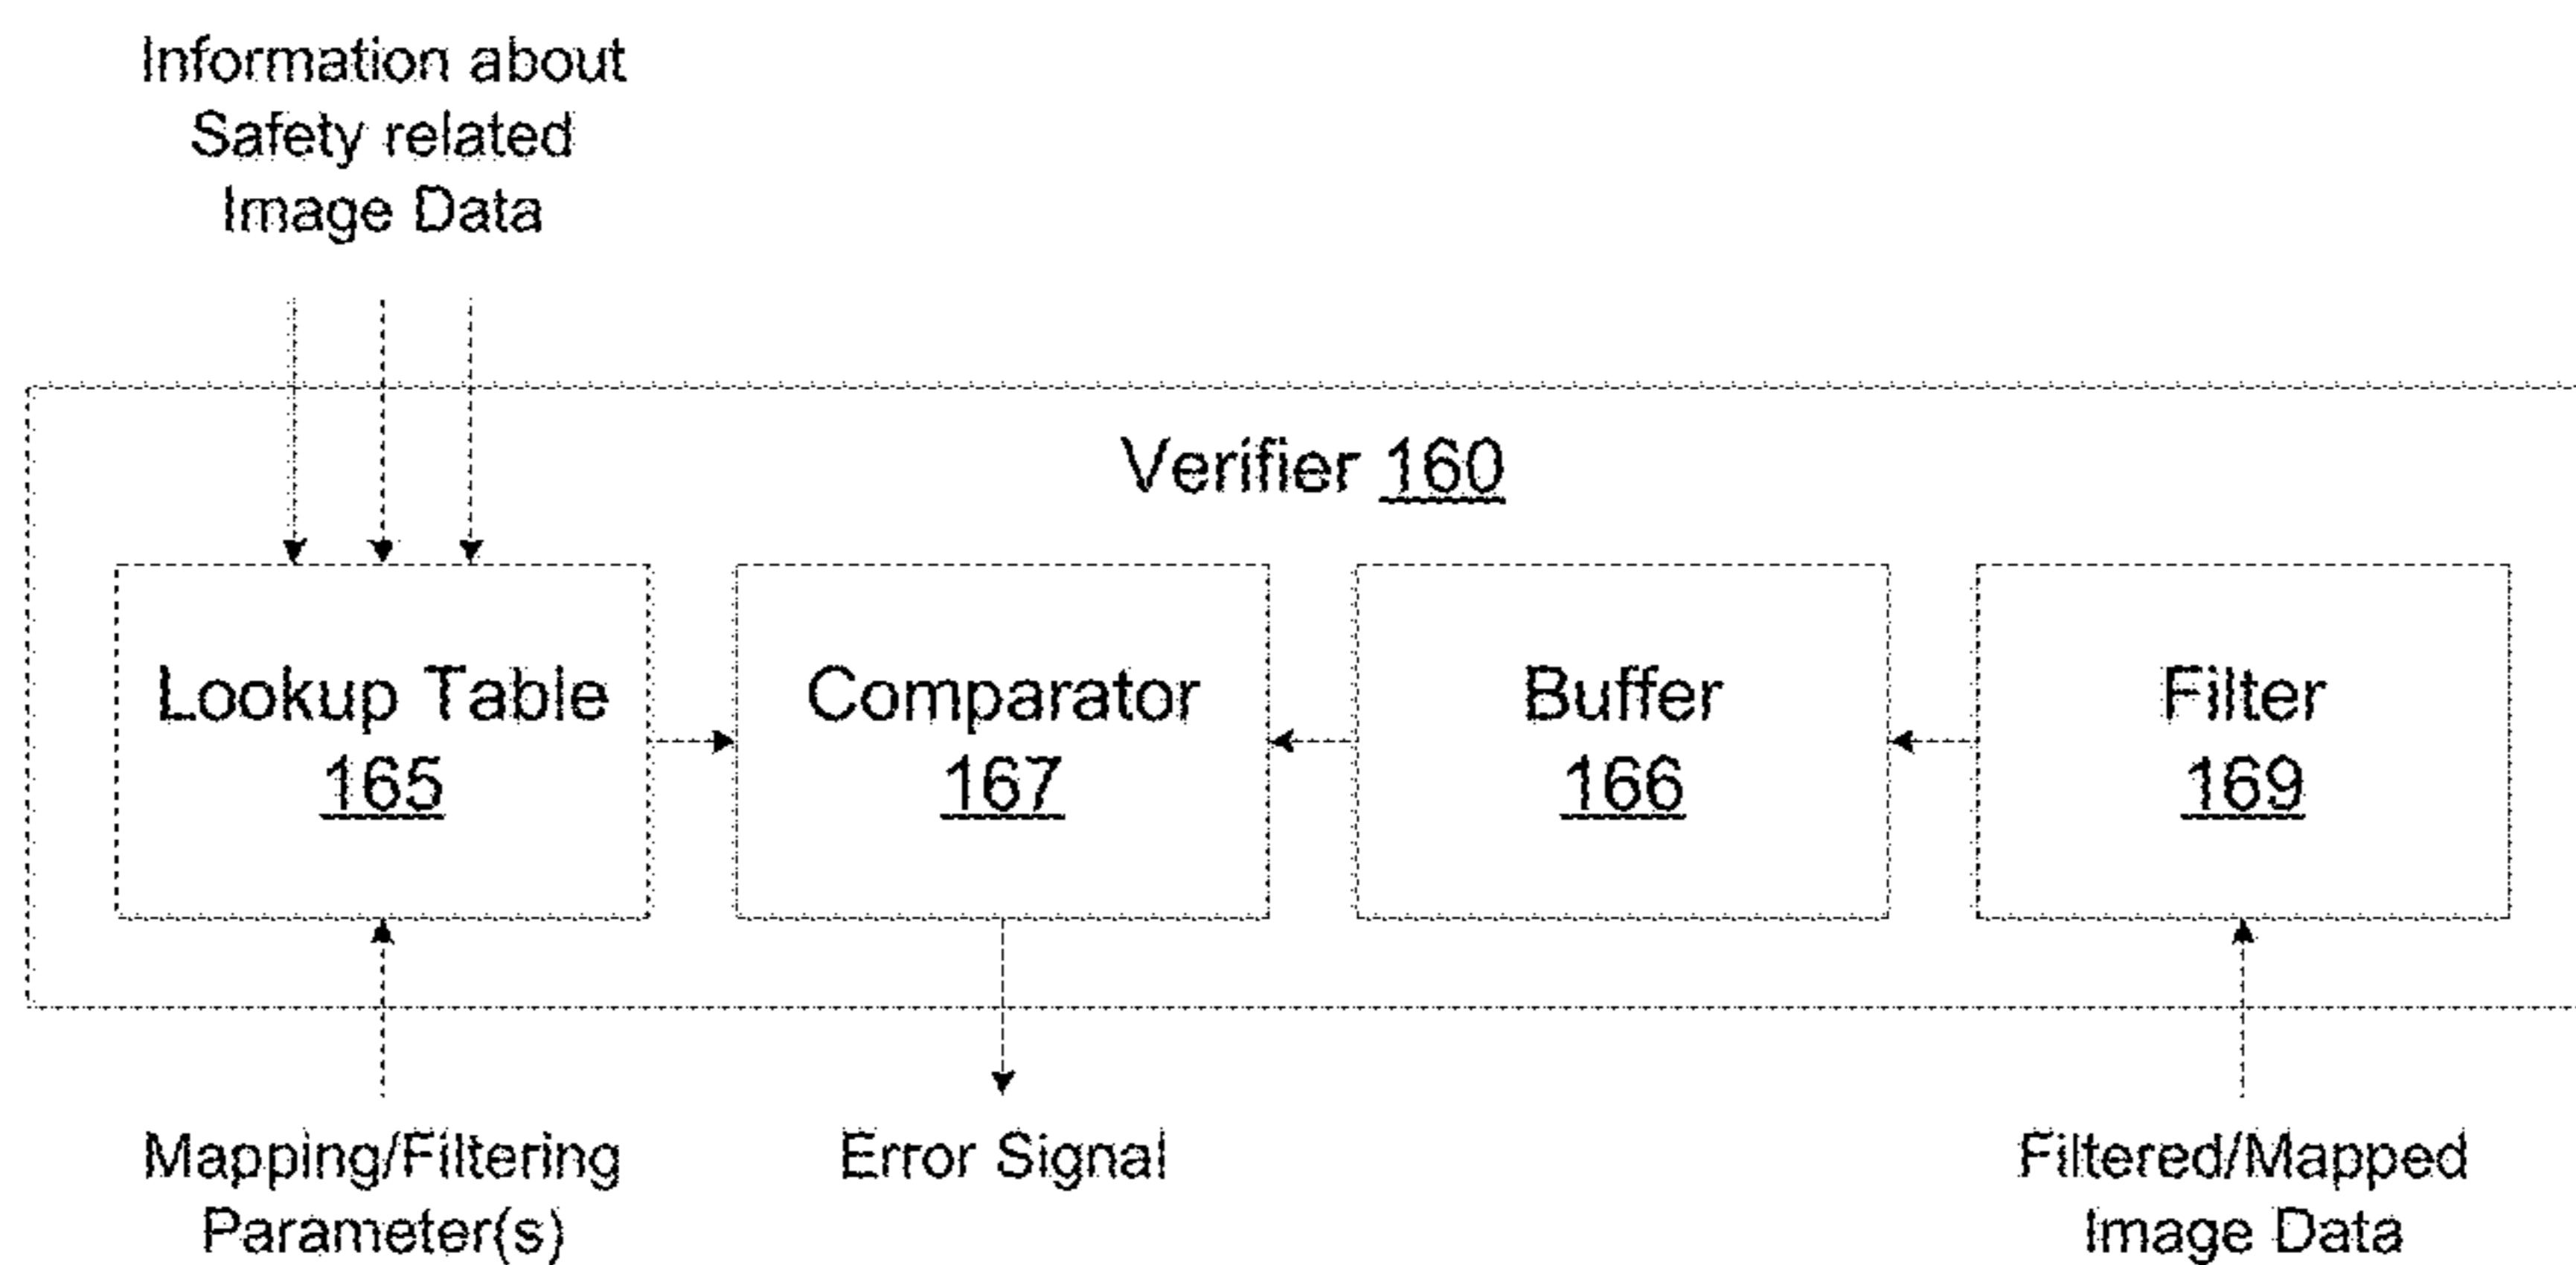 Information about
Safety related
Image Data
Verifier 160
Lookup Table
165
Comparator
167
Buffer
166
Filter
169
Mapping/Filtering
Parameter(s)
Error Signal
Filtered/Mapped
Image Data